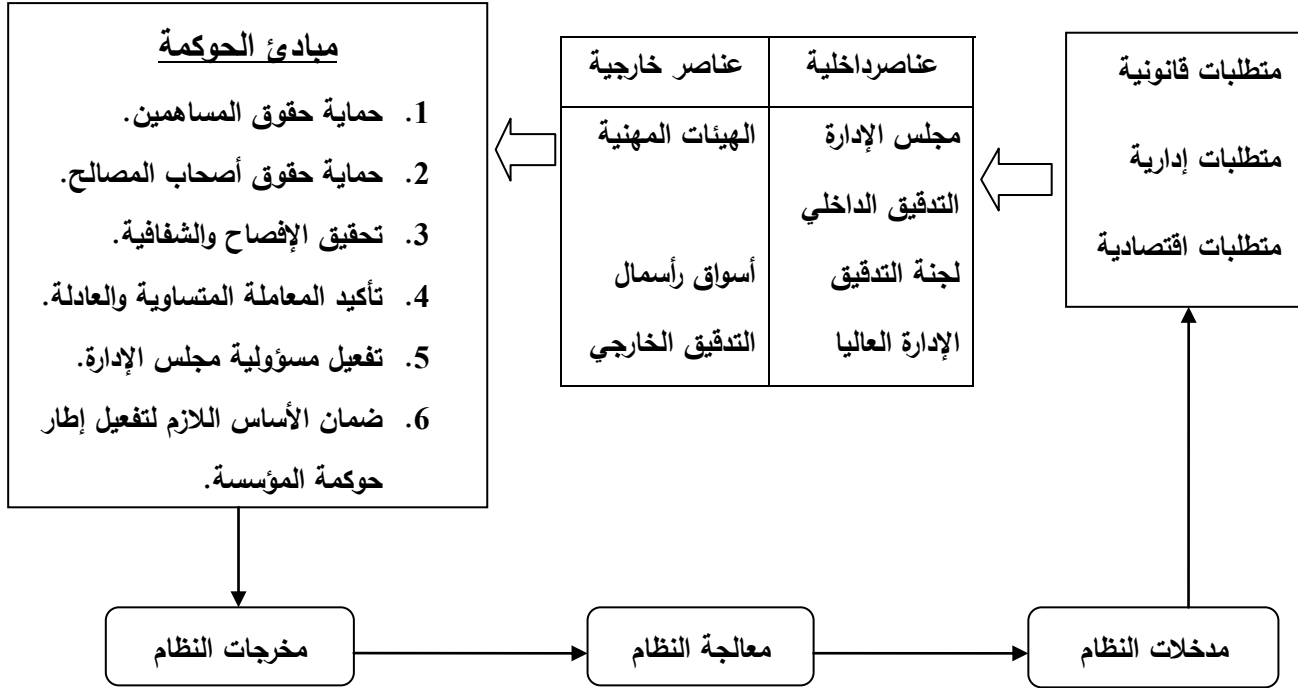 متطلبات قانونية
متطلبات إدارية
متطلبات اقتصادية
عناصرداخلية
عناصر خارجية
مجلس الإدارة
الهيئات المهنية
التدقيق الداخلي
لجنة التدقيق
أسواق رأسمال
الإدارة العاليا
التدقيق الخارجي
مبادئ الحوكمة
1. حماية حقوق المساهمين.
2. حماية حقوق أصحاب المصالح.
3. تحقيق الإفصاح والشفافية.
4. تأكيد المعاملة المتساوية والعادلة.
5. تفعيل مسؤولية مجلس الإدارة.
6. ضمان الأساس اللازم لتفعيل إطار
حوكمة المؤسسة.
مدخلات النظام
معالجة النظام
مخرجات النظام